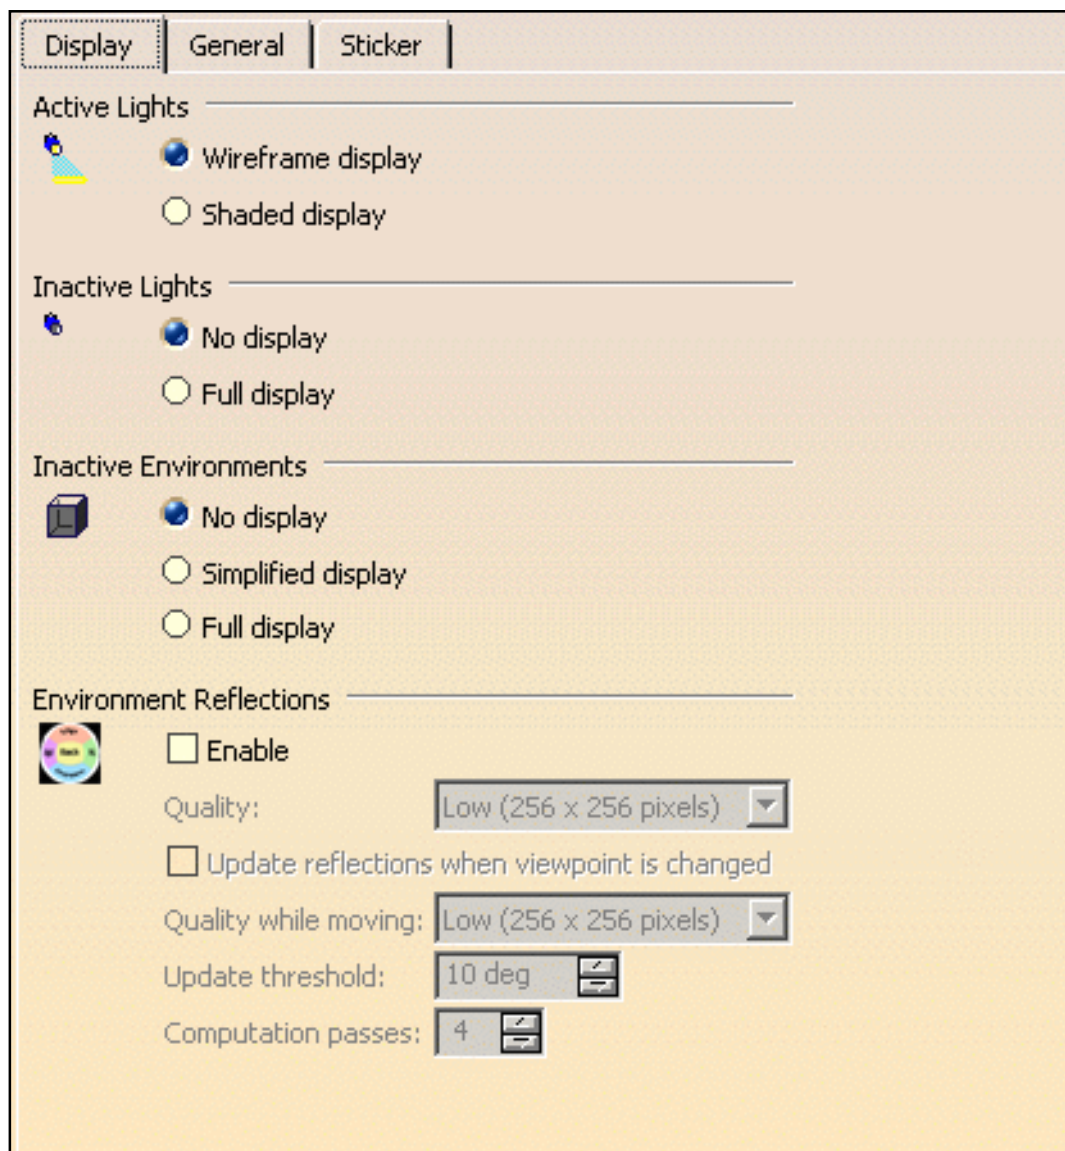 Display General Sticker
Active Lights
Wireframe display
Shaded display
Inactive Lights
No display
Full display
Inactive Environments
No display
Simplified display
Full display
Environment Reflections
Enable
Quality: Low (256 x 256 pixels)
Update reflections when viewpoint is changed
Quality while moving: Low (256 x 256 pixels)
Update threshold: 10 deg
Computation passes: 4